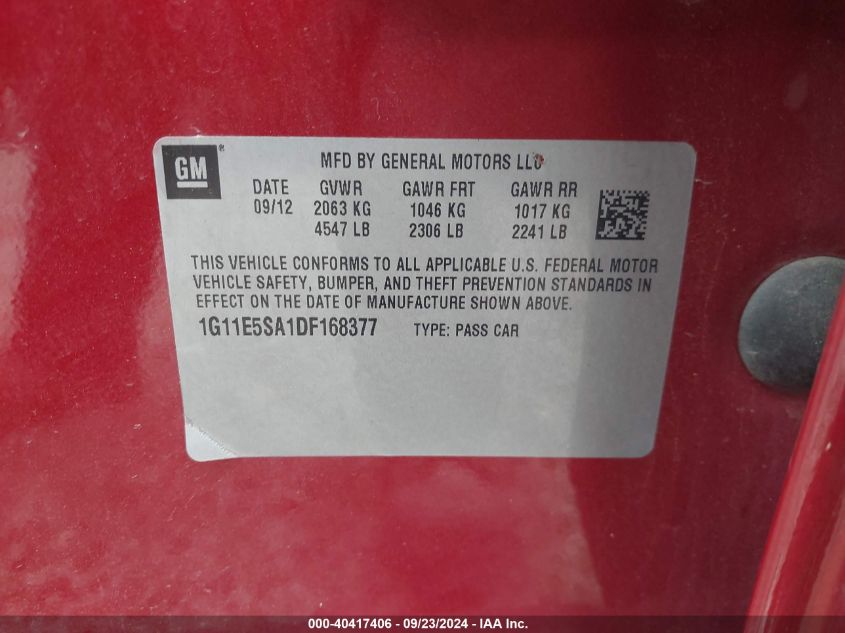 GM®
MFD BY GENERAL MOTORS LLC
DATE GVWR GAWR FRT GAWR RR
09/12 2063 KG 1046 KG 1017 KG
4547 LB 2306 LB 2241 LB
THIS VEHICLE CONFORMS TO ALL APPLICABLE U.S. FEDERAL MOTOR
VEHICLE SAFETY, BUMPER, AND THEFT PREVENTION STANDARDS IN
EFFECT ON THE DATE OF MANUFACTURE SHOWN ABOVE.
1G11E5SA1DF168377 TYPE: PASS CAR
000-40417406 - 09/23/2024 - IAA Inc.